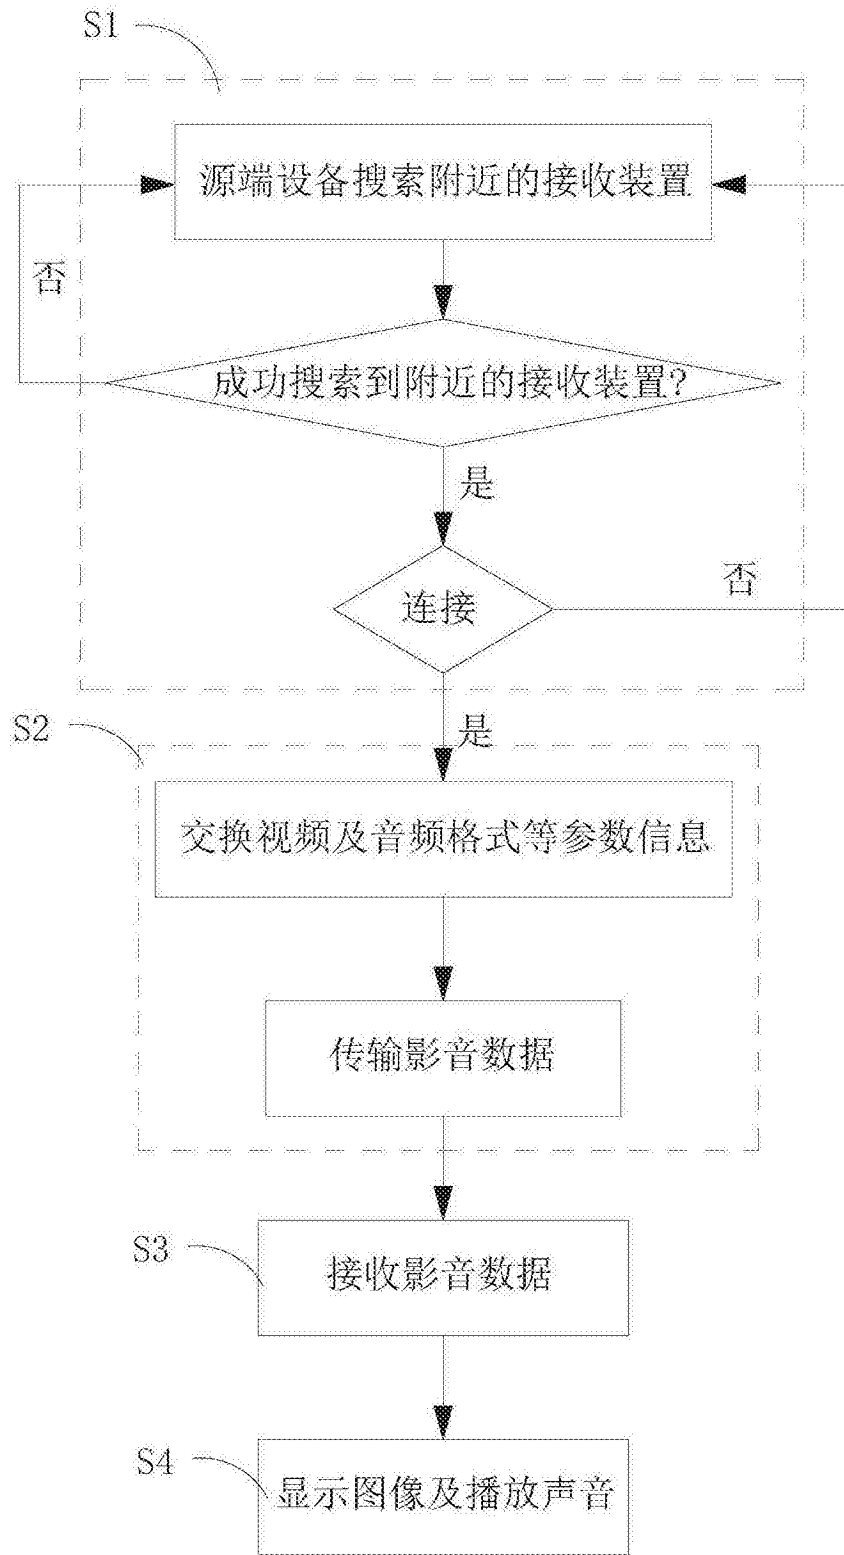 S1
源端设备搜索附近的接收装置
否
成功搜索到附近的接收装置?
是
连接
否
S2
是
交换视频及音频格式等参数信息
传输影音数据
S3
接收影音数据
S4
显示图像及播放声音